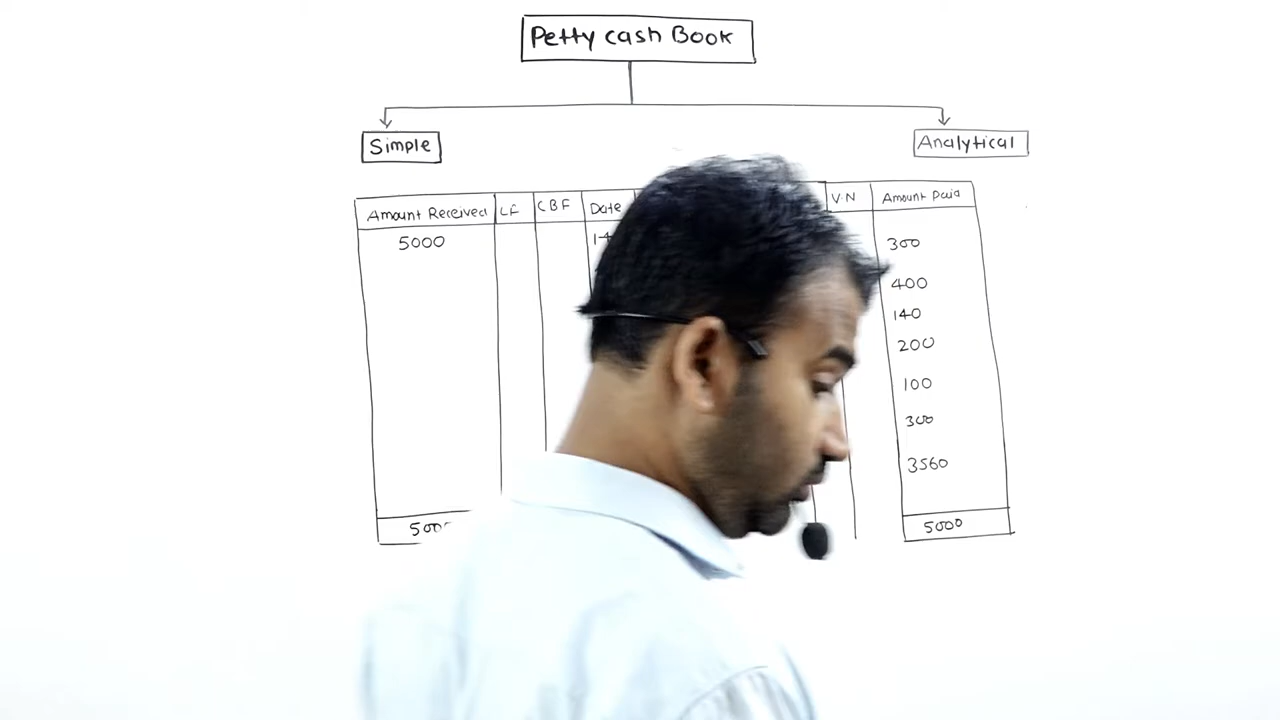 Petty cash Book
Simple
Analytical
Amount Received LF CBF Date V.N Amount Paid
5000 300
400
140
200
100
300
3560
5000